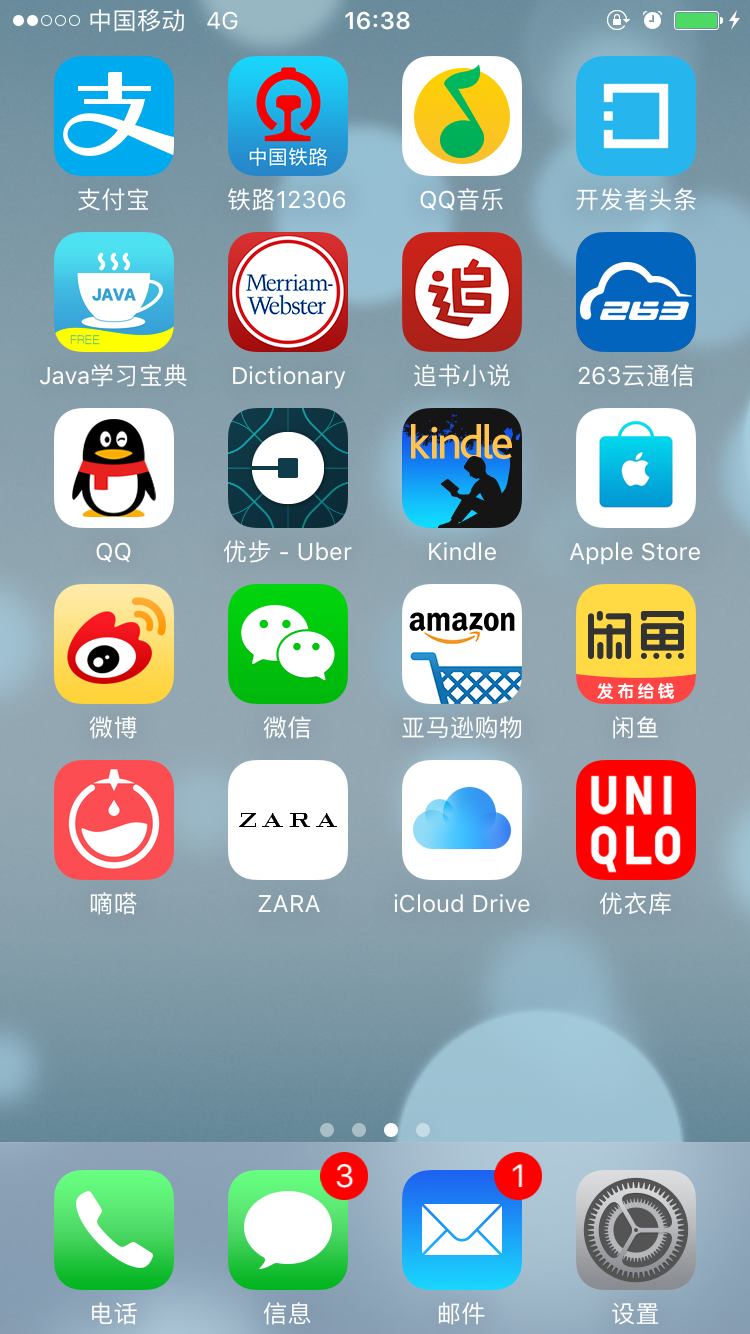 中国移动 4G 16:38
支
中国铁路
支付宝 铁路12306 QQ音乐 开发者头条
JAVA
FREE
Merriam-
Webster
追
263
Java学习宝典 Dictionary 追书小说 263云通信
kindle
QQ 优步 - Uber Kindle Apple Store
amazon
闲鱼
发布给钱
微博 微信 亚马逊购物 闲鱼
ZARA
UNI
QLO
嘀嗒 ZARA iCloud Drive 优衣库
3
1
电话 信息 邮件 设置